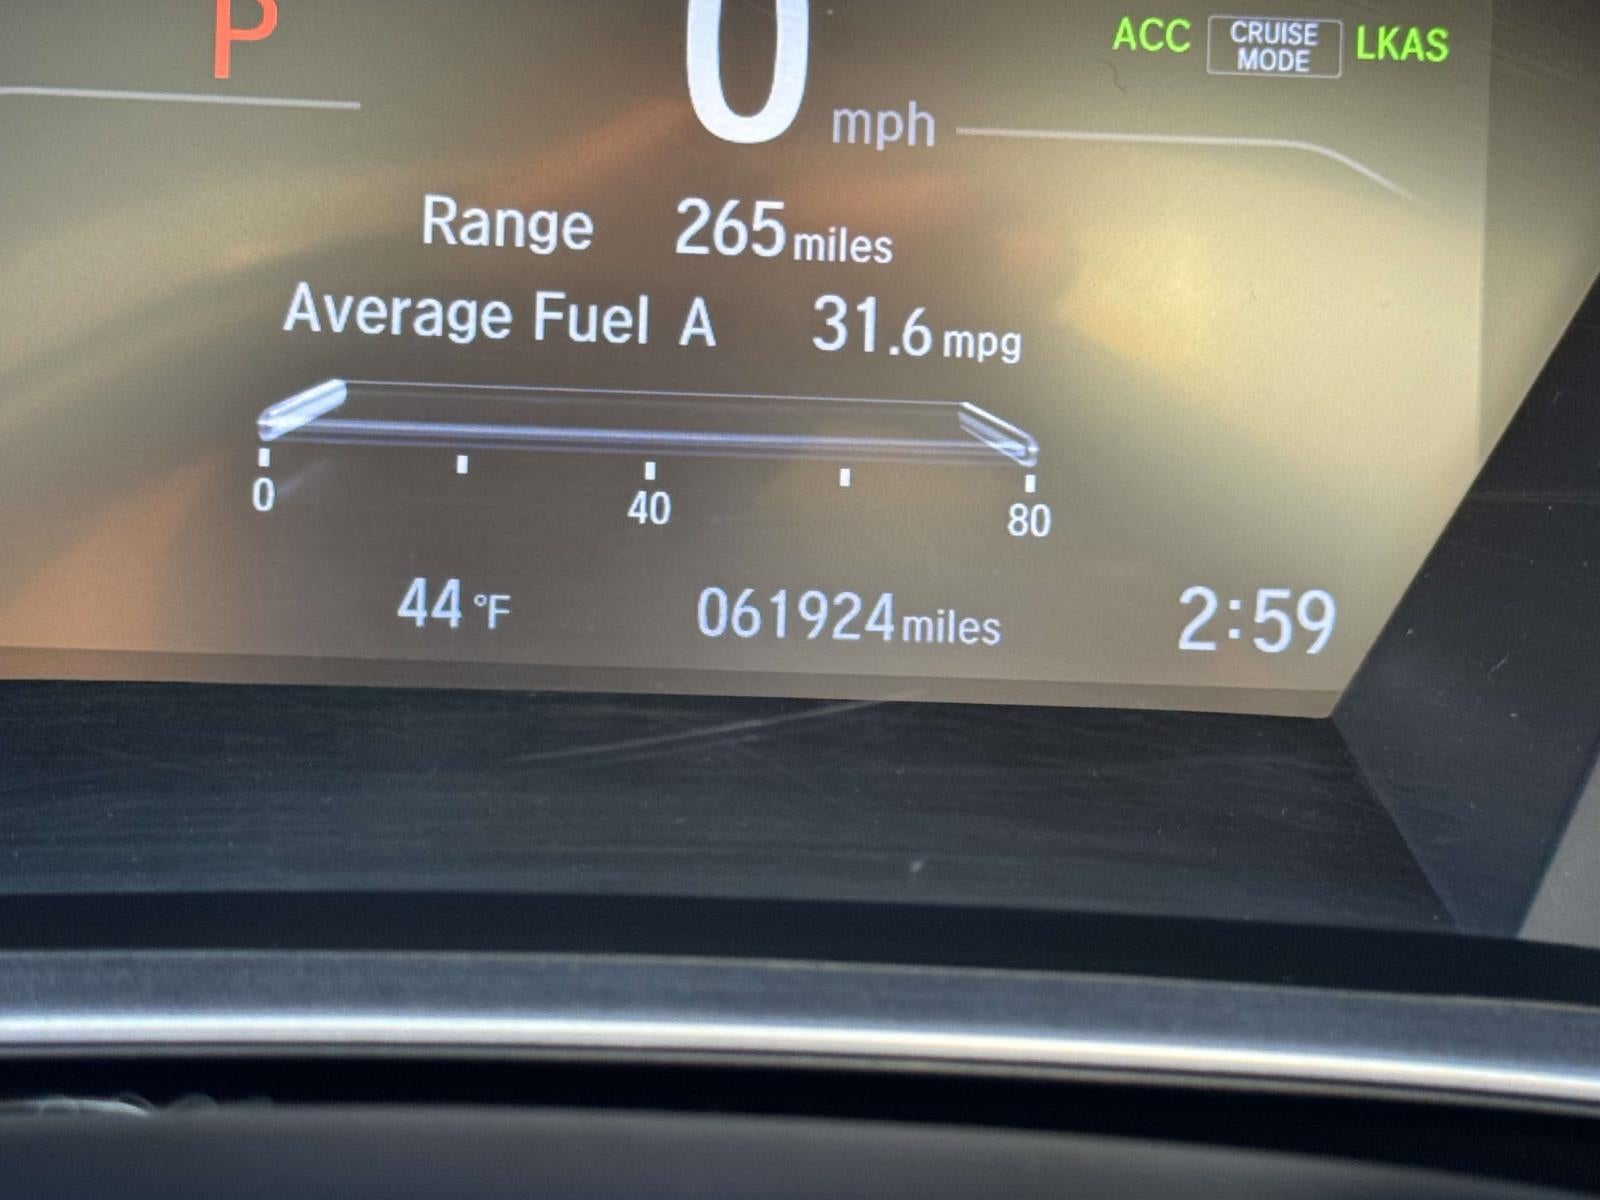 P
0 mph
ACC CRUISE MODE LKAS
Range 265 miles
Average Fuel A 31.6 mpg
0 40 80
44 °F 061924 miles 2:59